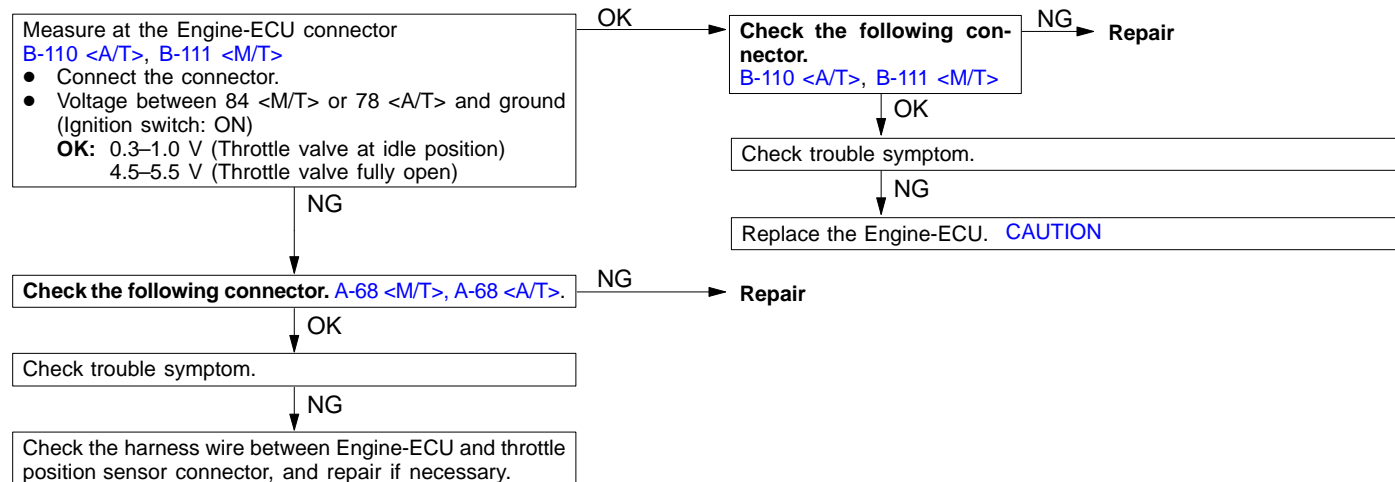 Measure at the Engine-ECU connector
B-110 <A/T>, B-111 <M/T>
● Connect the connector.
● Voltage between 84 <M/T> or 78 <A/T> and ground
(Ignition switch: ON)
OK: 0.3–1.0 V (Throttle valve at idle position)
4.5–5.5 V (Throttle valve fully open)
OK
Check the following con-
nector.
B-110 <A/T>, B-111 <M/T>
NG
Repair
OK
Check trouble symptom.
NG
Replace the Engine-ECU. CAUTION
NG
Check the following connector. A-68 <M/T>, A-68 <A/T>.
NG
Repair
OK
Check trouble symptom.
NG
Check the harness wire between Engine-ECU and throttle
position sensor connector, and repair if necessary.